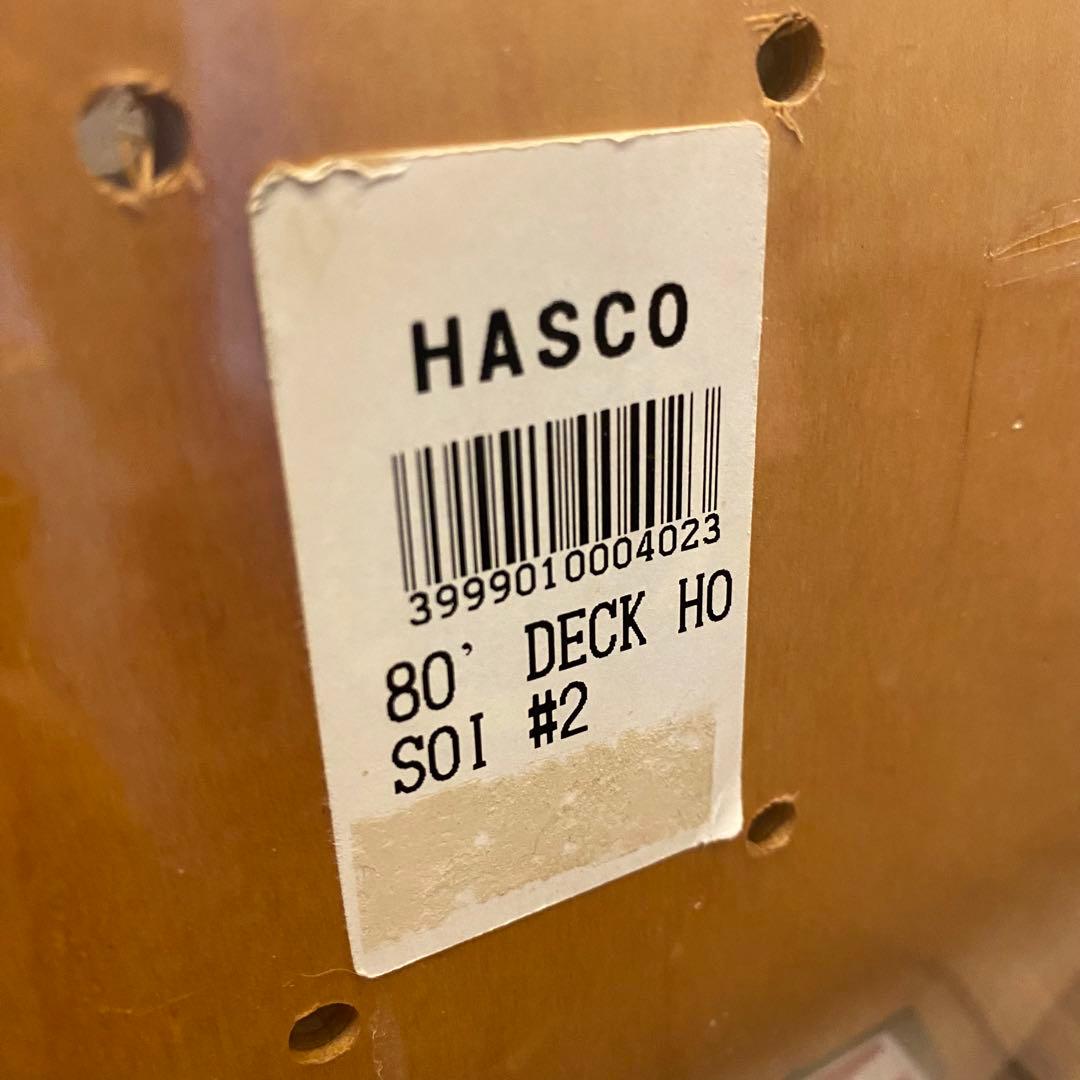 HASCO
3999010004023
80' DECK HO
SOI #2